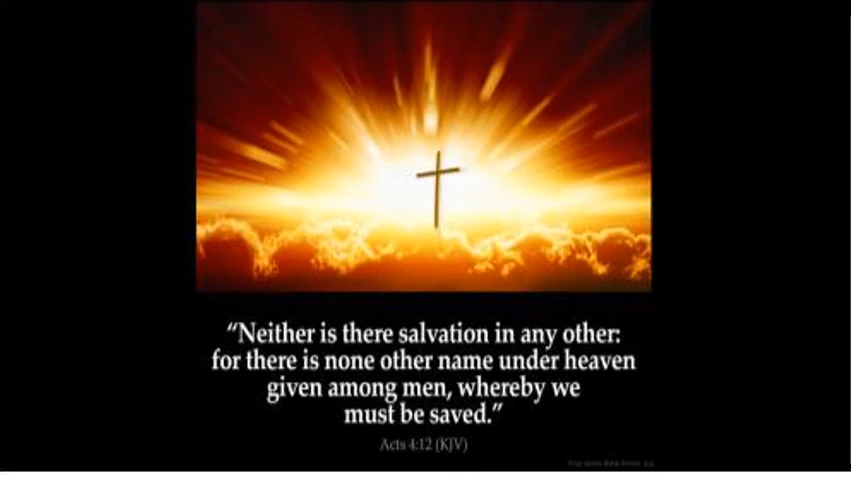 “Neither is there salvation in any other:
for there is none other name under heaven
given among men, whereby we
must be saved.”
Acts 4:12 (KJV)